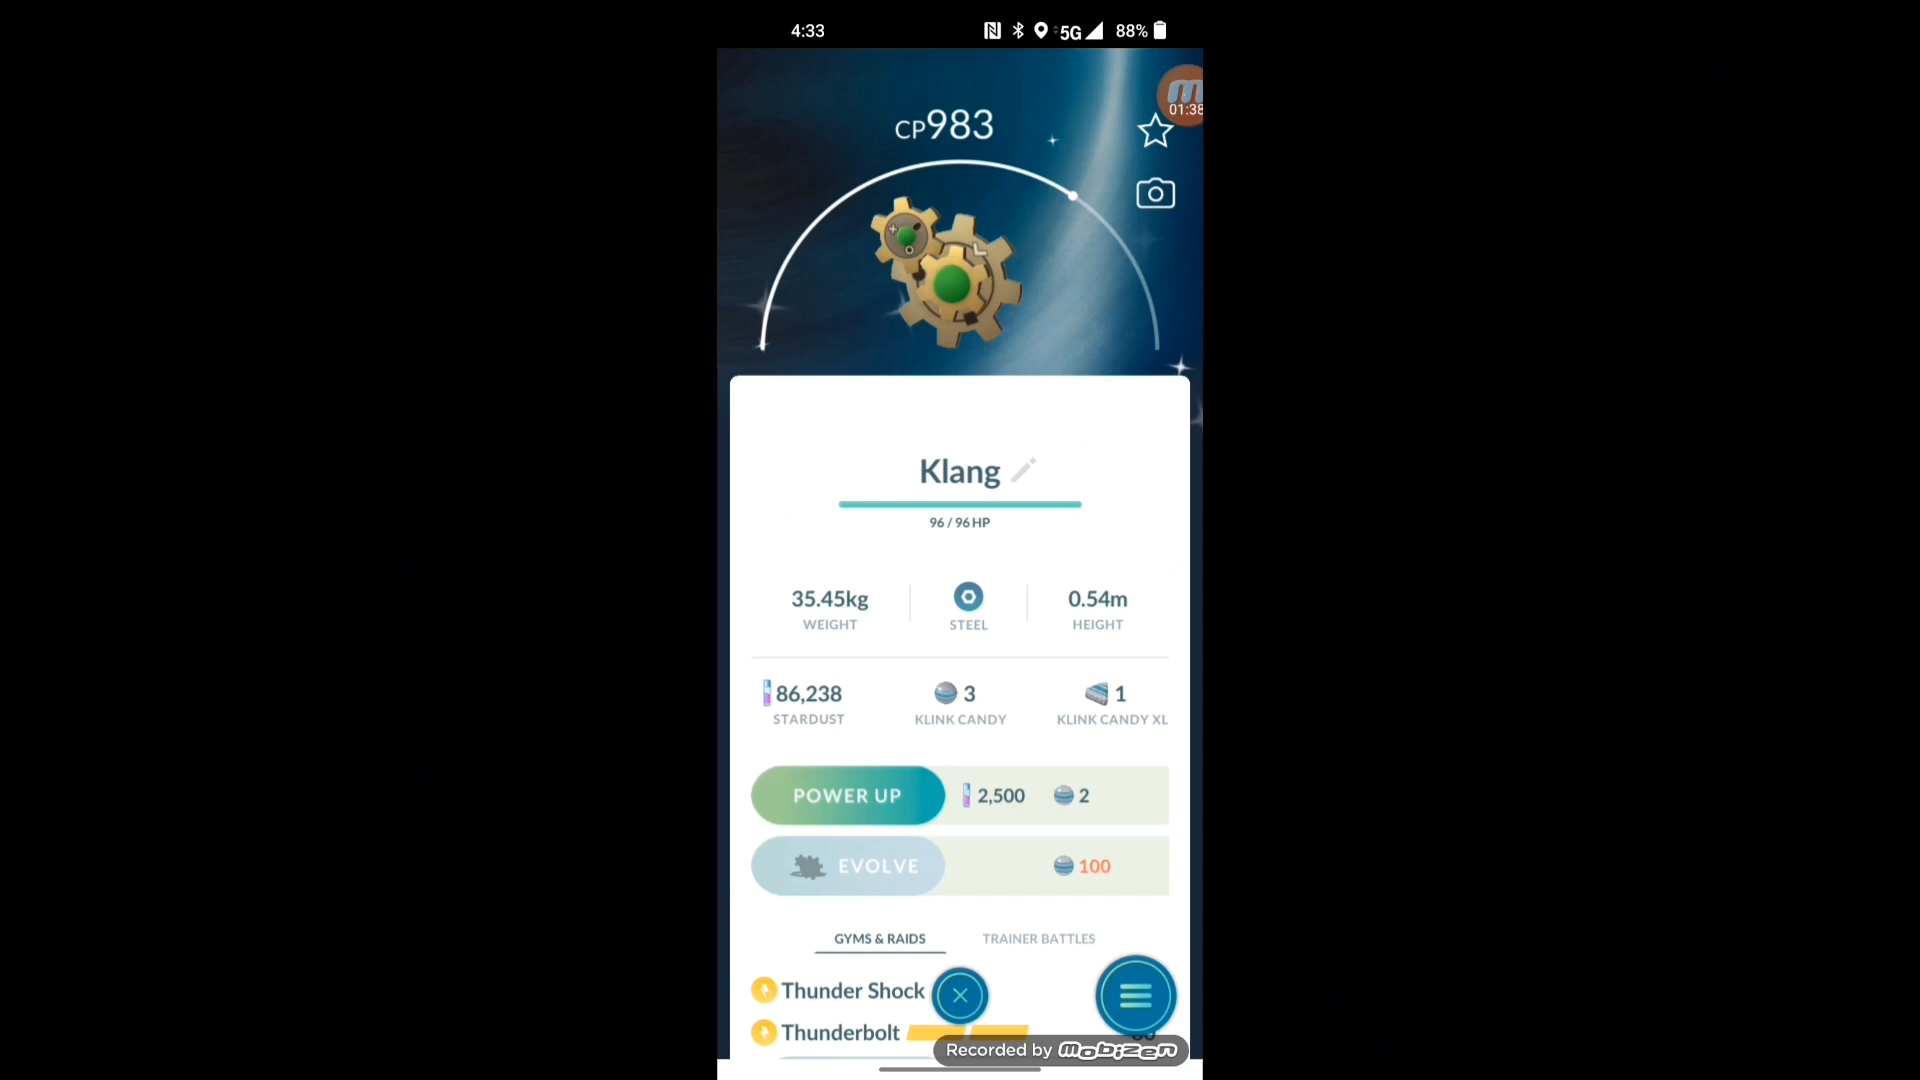 4:33 5G 88%
01:38
CP983
Klang
96 / 96 HP
35.45kg 0.54m
WEIGHT STEEL HEIGHT
86,238 3 1
STARDUST KLINK CANDY KLINK CANDY XL
POWER UP 2,500 2
EVOLVE 100
GYMS & RAIDS TRAINER BATTLES
Thunder Shock
Thunderbolt
Recorded by mobizen